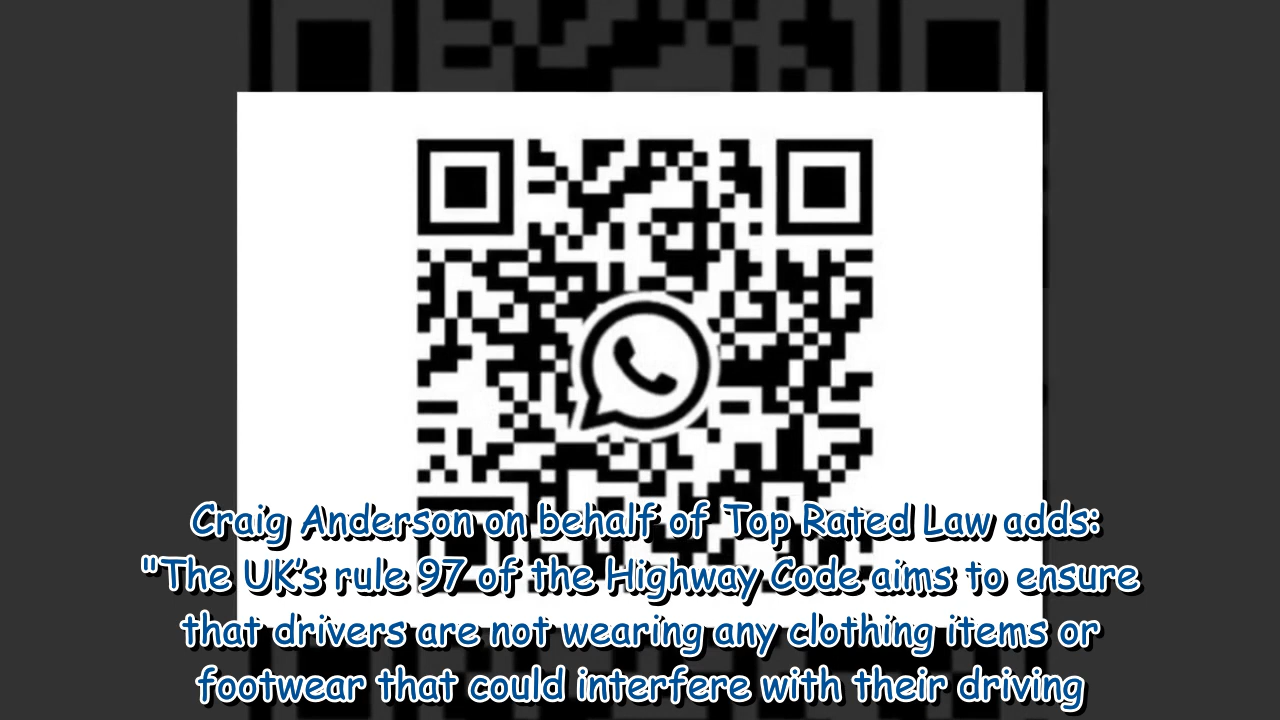 Craig Anderson on behalf of Top Rated Law adds:
"The UK’s rule 97 of the Highway Code aims to ensure
that drivers are not wearing any clothing items or
footwear that could interfere with their driving